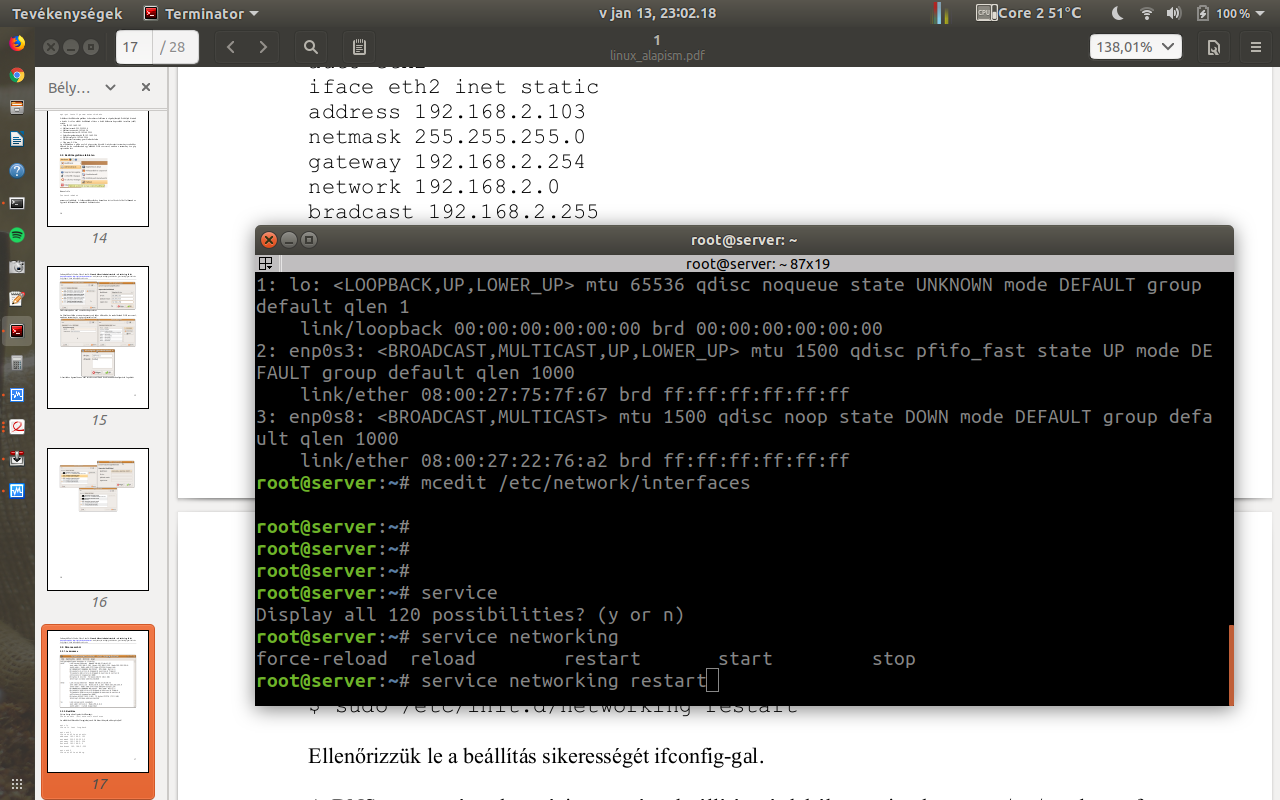 Tevékenységek
Terminator
v jan 13, 23:02.18
CPU
Core 2 51°C
100 %
17
/ 28
1
linux_alapism.pdf
138,01%
Bély…
14
15
16
17
iface eth2 inet static
address 192.168.2.103
netmask 255.255.255.0
gateway 192.168.2.254
network 192.168.2.0
bradcast 192.168.2.255
root@server: ~
root@server: ~ 87x19
1: lo: <LOOPBACK,UP,LOWER_UP> mtu 65536 qdisc noqueue state UNKNOWN mode DEFAULT group
default qlen 1
link/loopback 00:00:00:00:00:00 brd 00:00:00:00:00:00
2: enp0s3: <BROADCAST,MULTICAST,UP,LOWER_UP> mtu 1500 qdisc pfifo_fast state UP mode DE
FAULT group default qlen 1000
link/ether 08:00:27:75:7f:67 brd ff:ff:ff:ff:ff:ff
3: enp0s8: <BROADCAST,MULTICAST> mtu 1500 qdisc noop state DOWN mode DEFAULT group defa
ult qlen 1000
link/ether 08:00:27:22:76:a2 brd ff:ff:ff:ff:ff:ff
root@server:~# mcedit /etc/network/interfaces
root@server:~#
root@server:~#
root@server:~#
root@server:~# service
Display all 120 possibilities? (y or n)
root@server:~# service networking
force-reload reload restart start stop
root@server:~# service networking restart
$ sudo /etc/init.d/networking restart
Ellenőrizzük le a beállítás sikerességét ifconfig-gal.